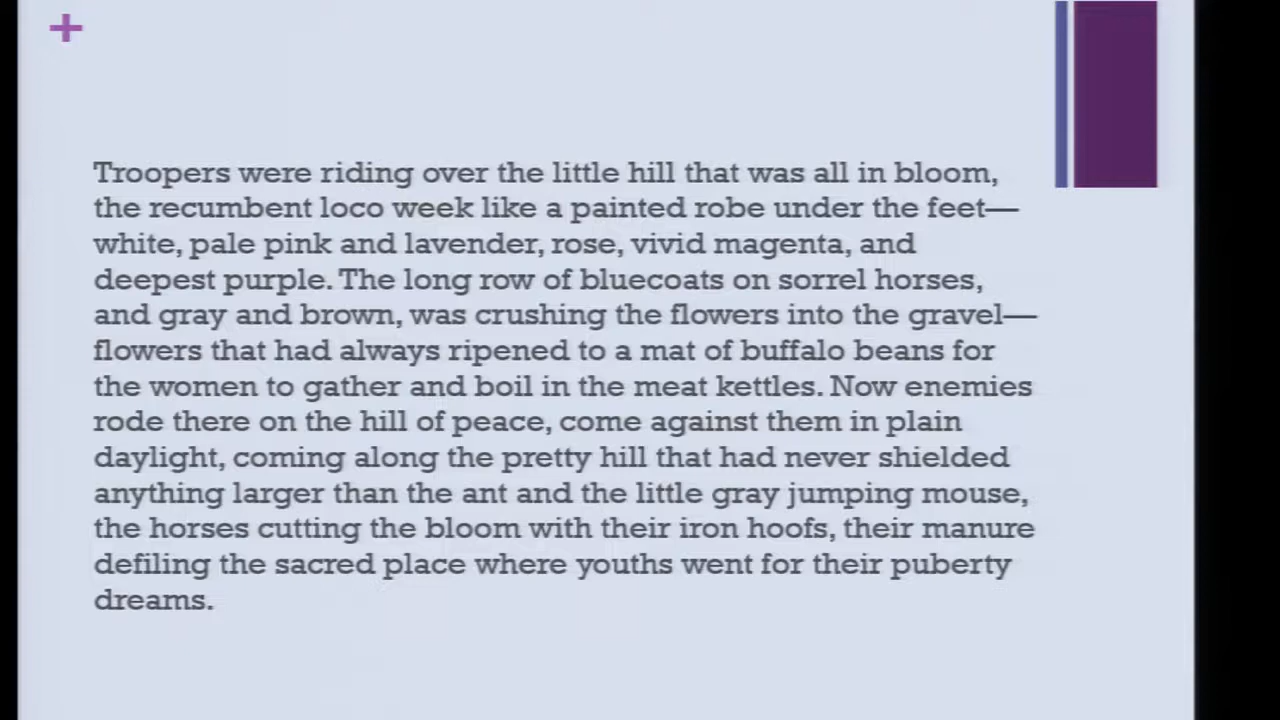 Troopers were riding over the little hill that was all in bloom,
the recumbent loco week like a painted robe under the feet—
white, pale pink and lavender, rose, vivid magenta, and
deepest purple. The long row of bluecoats on sorrel horses,
and gray and brown, was crushing the flowers into the gravel—
flowers that had always ripened to a mat of buffalo beans for
the women to gather and boil in the meat kettles. Now enemies
rode there on the hill of peace, come against them in plain
daylight, coming along the pretty hill that had never shielded
anything larger than the ant and the little gray jumping mouse,
the horses cutting the bloom with their iron hoofs, their manure
defiling the sacred place where youths went for their puberty
dreams.